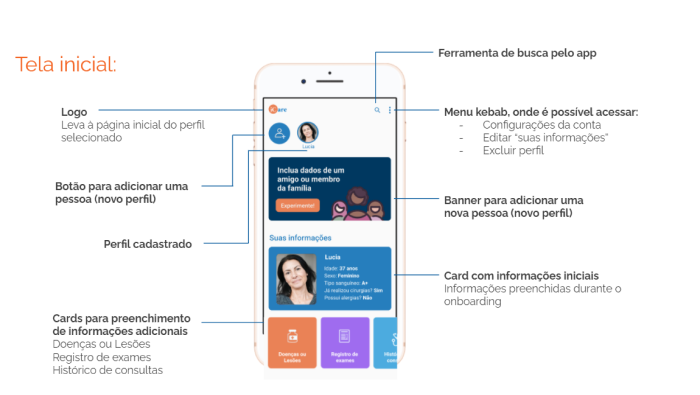 Tela inicial:
Ferramenta de busca pelo app
Logo
Leva à página inicial do perfil
selecionado
Menu kebab, onde é possível acessar:
- Configurações da conta
- Editar “suas informações”
- Excluir perfil
Botão para adicionar uma
pessoa (novo perfil)
Banner para adicionar uma
nova pessoa (novo perfil)
Perfil cadastrado
Card com informações iniciais
Informações preenchidas durante o
onboarding
Cards para preenchimento
de informações adicionais
Doenças ou Lesões
Registro de exames
Histórico de consultas
Lucia
Inclua dados de um
amigo ou membro
da família
Experimente!
Suas informações
Lucia
Idade: 37 anos
Sexo: Feminino
Tipo sanguíneo: A+
Já realizou cirurgias? Sim
Possui alergias? Não
Doenças ou
Lesões
Registro de
exames
Histó
cons